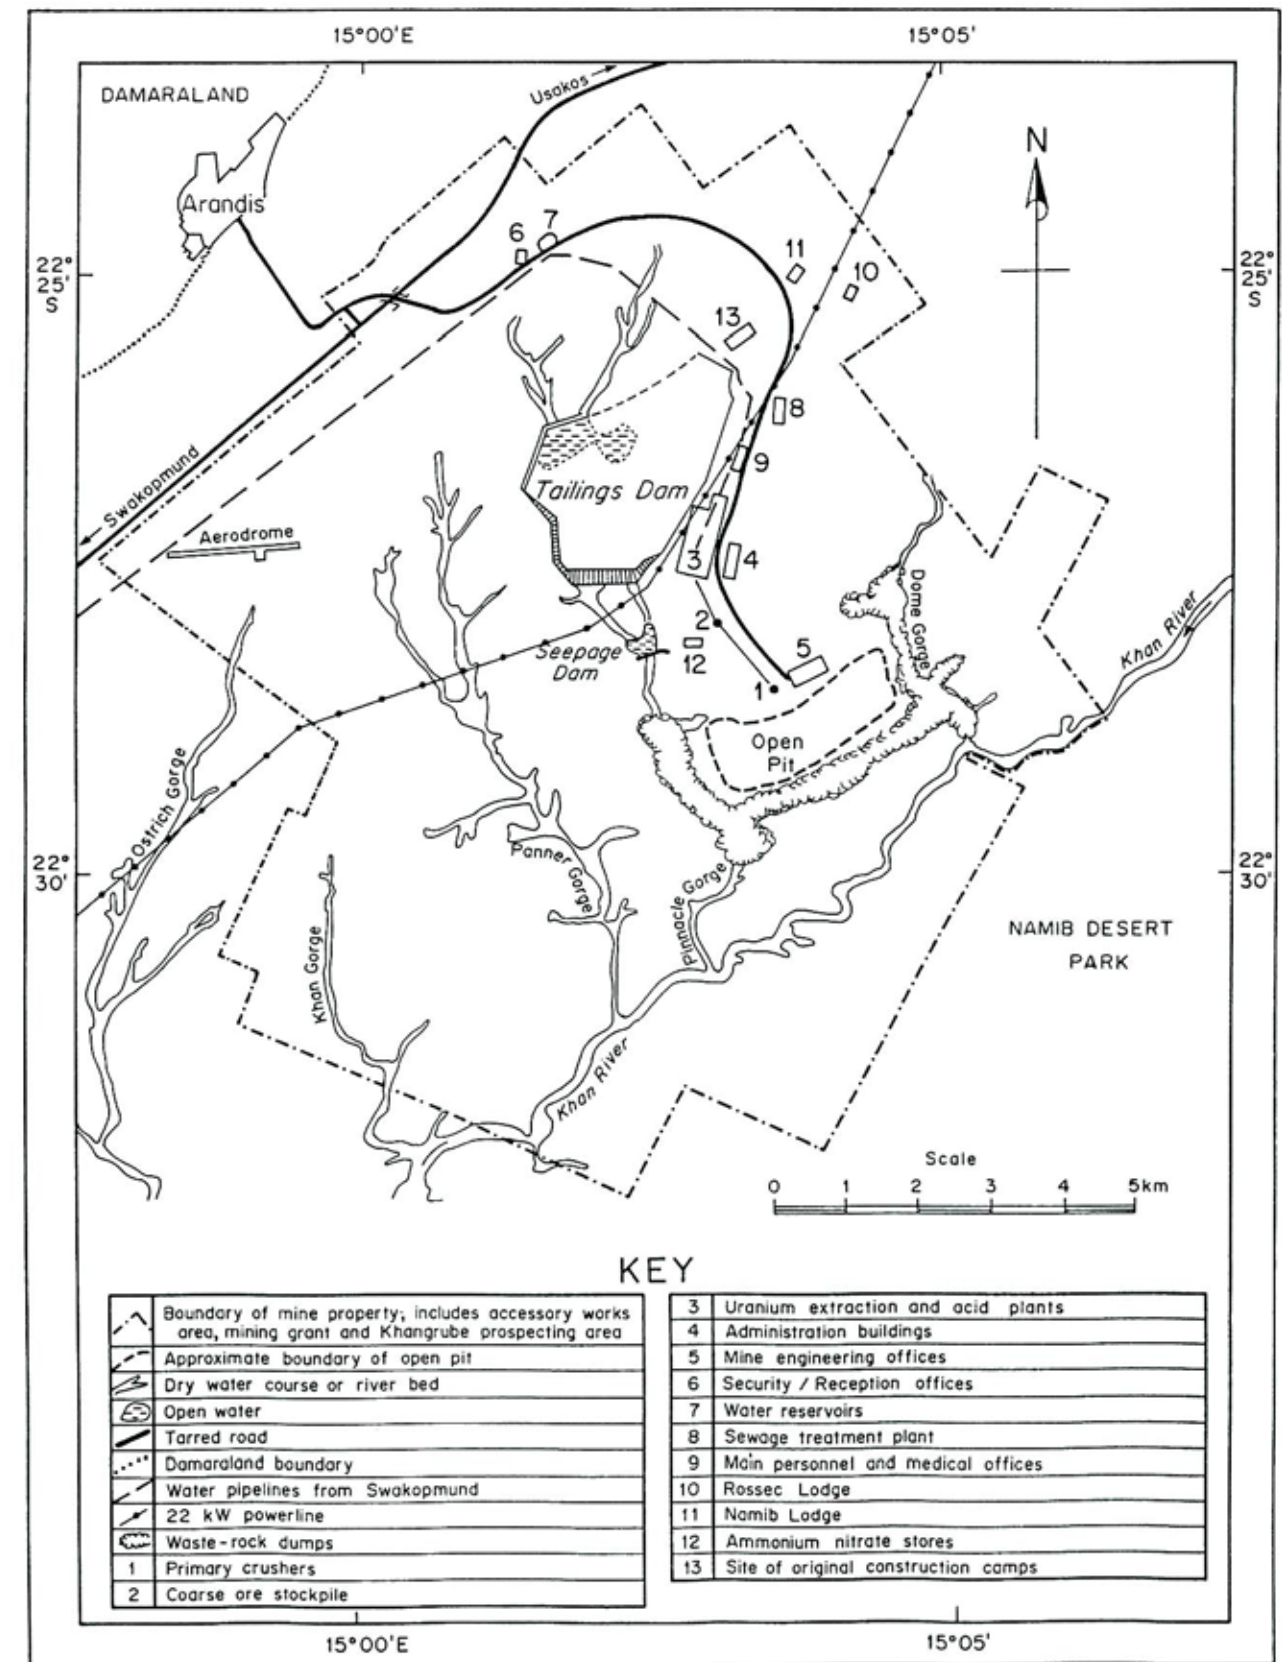 15°00'E
15°05'
DAMARALAND
Usakos
N
Arandis
7
6
11
10
22°
25'
S
22°
25'
S
13
8
9
Swakopmund
Tailings Dam
Aerodrome
3
4
Dome Gorge
Khan River
2
5
Seepage
Dam
12
1
Open
Pit
Ostrich Gorge
Panner Gorge
22°
30'
22°
30'
Pinnacle Gorge
NAMIB DESERT
PARK
Khan Gorge
Khan River
Scale
0 1 2 3 4 5km
KEY
Boundary of mine property; includes accessory works
area, mining grant and Khangrube prospecting area
Approximate boundary of open pit
Dry water course or river bed
Open water
Tarred road
Damaraland boundary
Water pipelines from Swakopmund
22 kW powerline
Waste-rock dumps
1 Primary crushers
2 Coarse ore stockpile
3 Uranium extraction and acid plants
4 Administration buildings
5 Mine engineering offices
6 Security / Reception offices
7 Water reservoirs
8 Sewage treatment plant
9 Main personnel and medical offices
10 Rossec Lodge
11 Namib Lodge
12 Ammonium nitrate stores
13 Site of original construction camps
15°00'E
15°05'